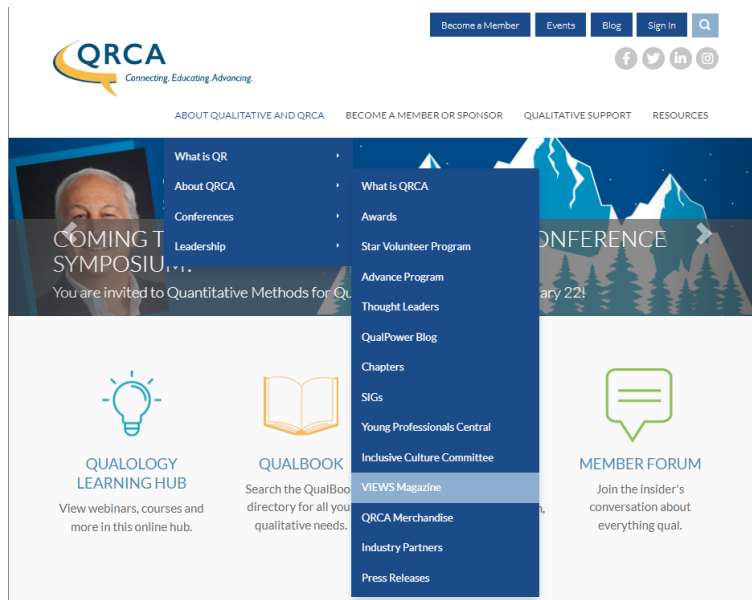 Become a Member Events Blog Sign In
QRCA
Connecting. Educating. Advancing.
ABOUT QUALITATIVE AND QRCA BECOME A MEMBER OR SPONSOR QUALITATIVE SUPPORT RESOURCES
What is QR
About QRCA
Conferences
Leadership
What is QRCA
Awards
Star Volunteer Program
Advance Program
Thought Leaders
QualPower Blog
Chapters
SIGs
Young Professionals Central
Inclusive Culture Committee
VIEWS Magazine
QRCA Merchandise
Industry Partners
Press Releases
COMING
SYMPOSIUM!
You are invited to Quantitative Methods for 22!
QUALOLOGY
LEARNING HUB
View webinars, courses and
more in this online hub.
QUALBOOK
Search the
directory for all
qualitative needs.
MEMBER FORUM
Join the insider's
conversation about
everything qual.